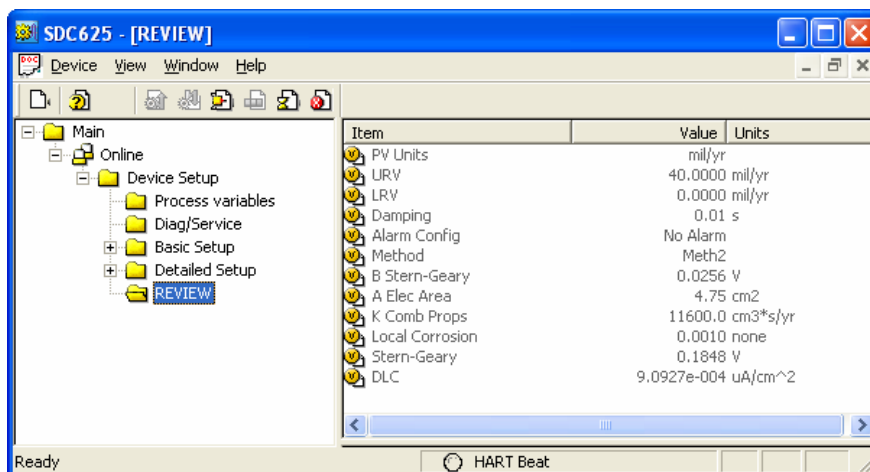 SDC625 - [REVIEW]
Device View Window Help
Main
Online
Device Setup
Process variables
Diag/Service
Basic Setup
Detailed Setup
REVIEW
Item Value Units
PV Units mil/yr
URV 40.0000 mil/yr
LRV 0.0000 mil/yr
Damping 0.01 s
Alarm Config No Alarm
Method Meth2
B Stern-Geary 0.0256 V
A Elec Area 4.75 cm2
K Comb Props 11600.0 cm3*s/yr
Local Corrosion 0.0010 none
Stern-Geary 0.1848 V
DLC 9.0927e-004 uA/cm^2
Ready HART Beat